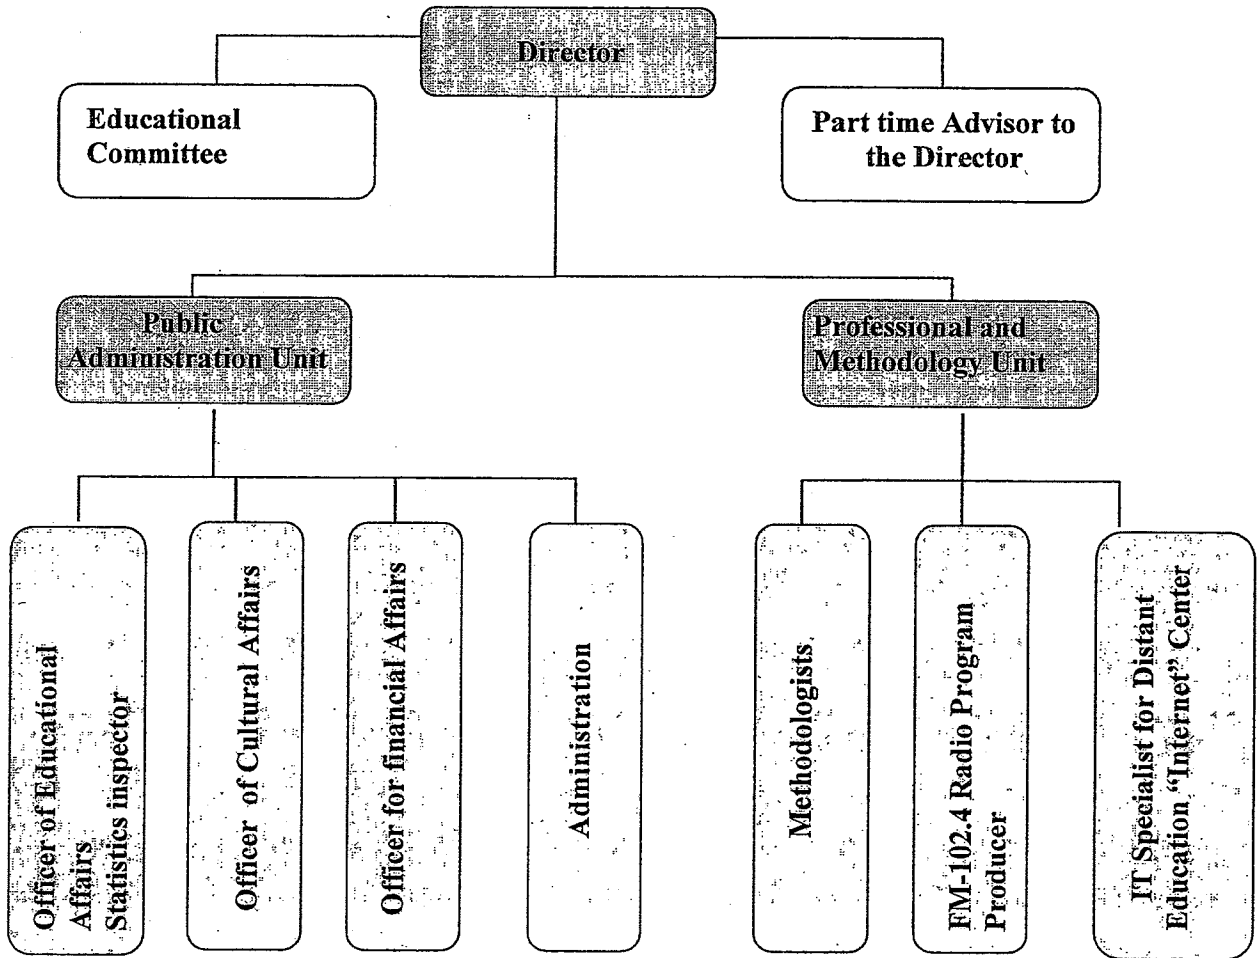 Director
Educational
Committee
Part time Advisor to
the Director
Public
Administration Unit
Professional and
Methodology Unit
Officer of Educational
Affairs
Statistics inspector
Officer of Cultural Affairs
Officer for financial Affairs
Administration
Methodologists
FM-102.4 Radio Program
Producer
IT Specialist for Distant
Education “Internet” Center